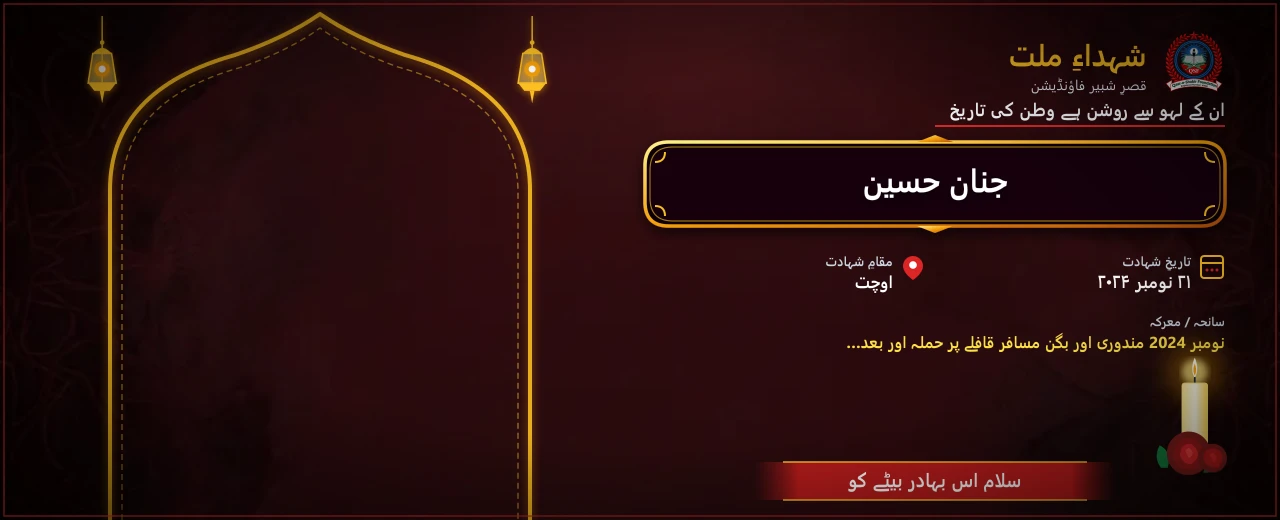 شہداءِ ملت
قصرِ شبیر فاؤنڈیشن
ان کے لہو سے روشن ہے وطن کی تاریخ
جنان حسین
تاریخِ شہادت
۲۱ نومبر ۲۰۲۴
مقامِ شہادت
اوچت
سانحہ / معرکہ
نومبر 2024 مندوری اور بگن مسافر قافلے پر حملہ اور بعد...
سلام اس بہادر بیٹے کو